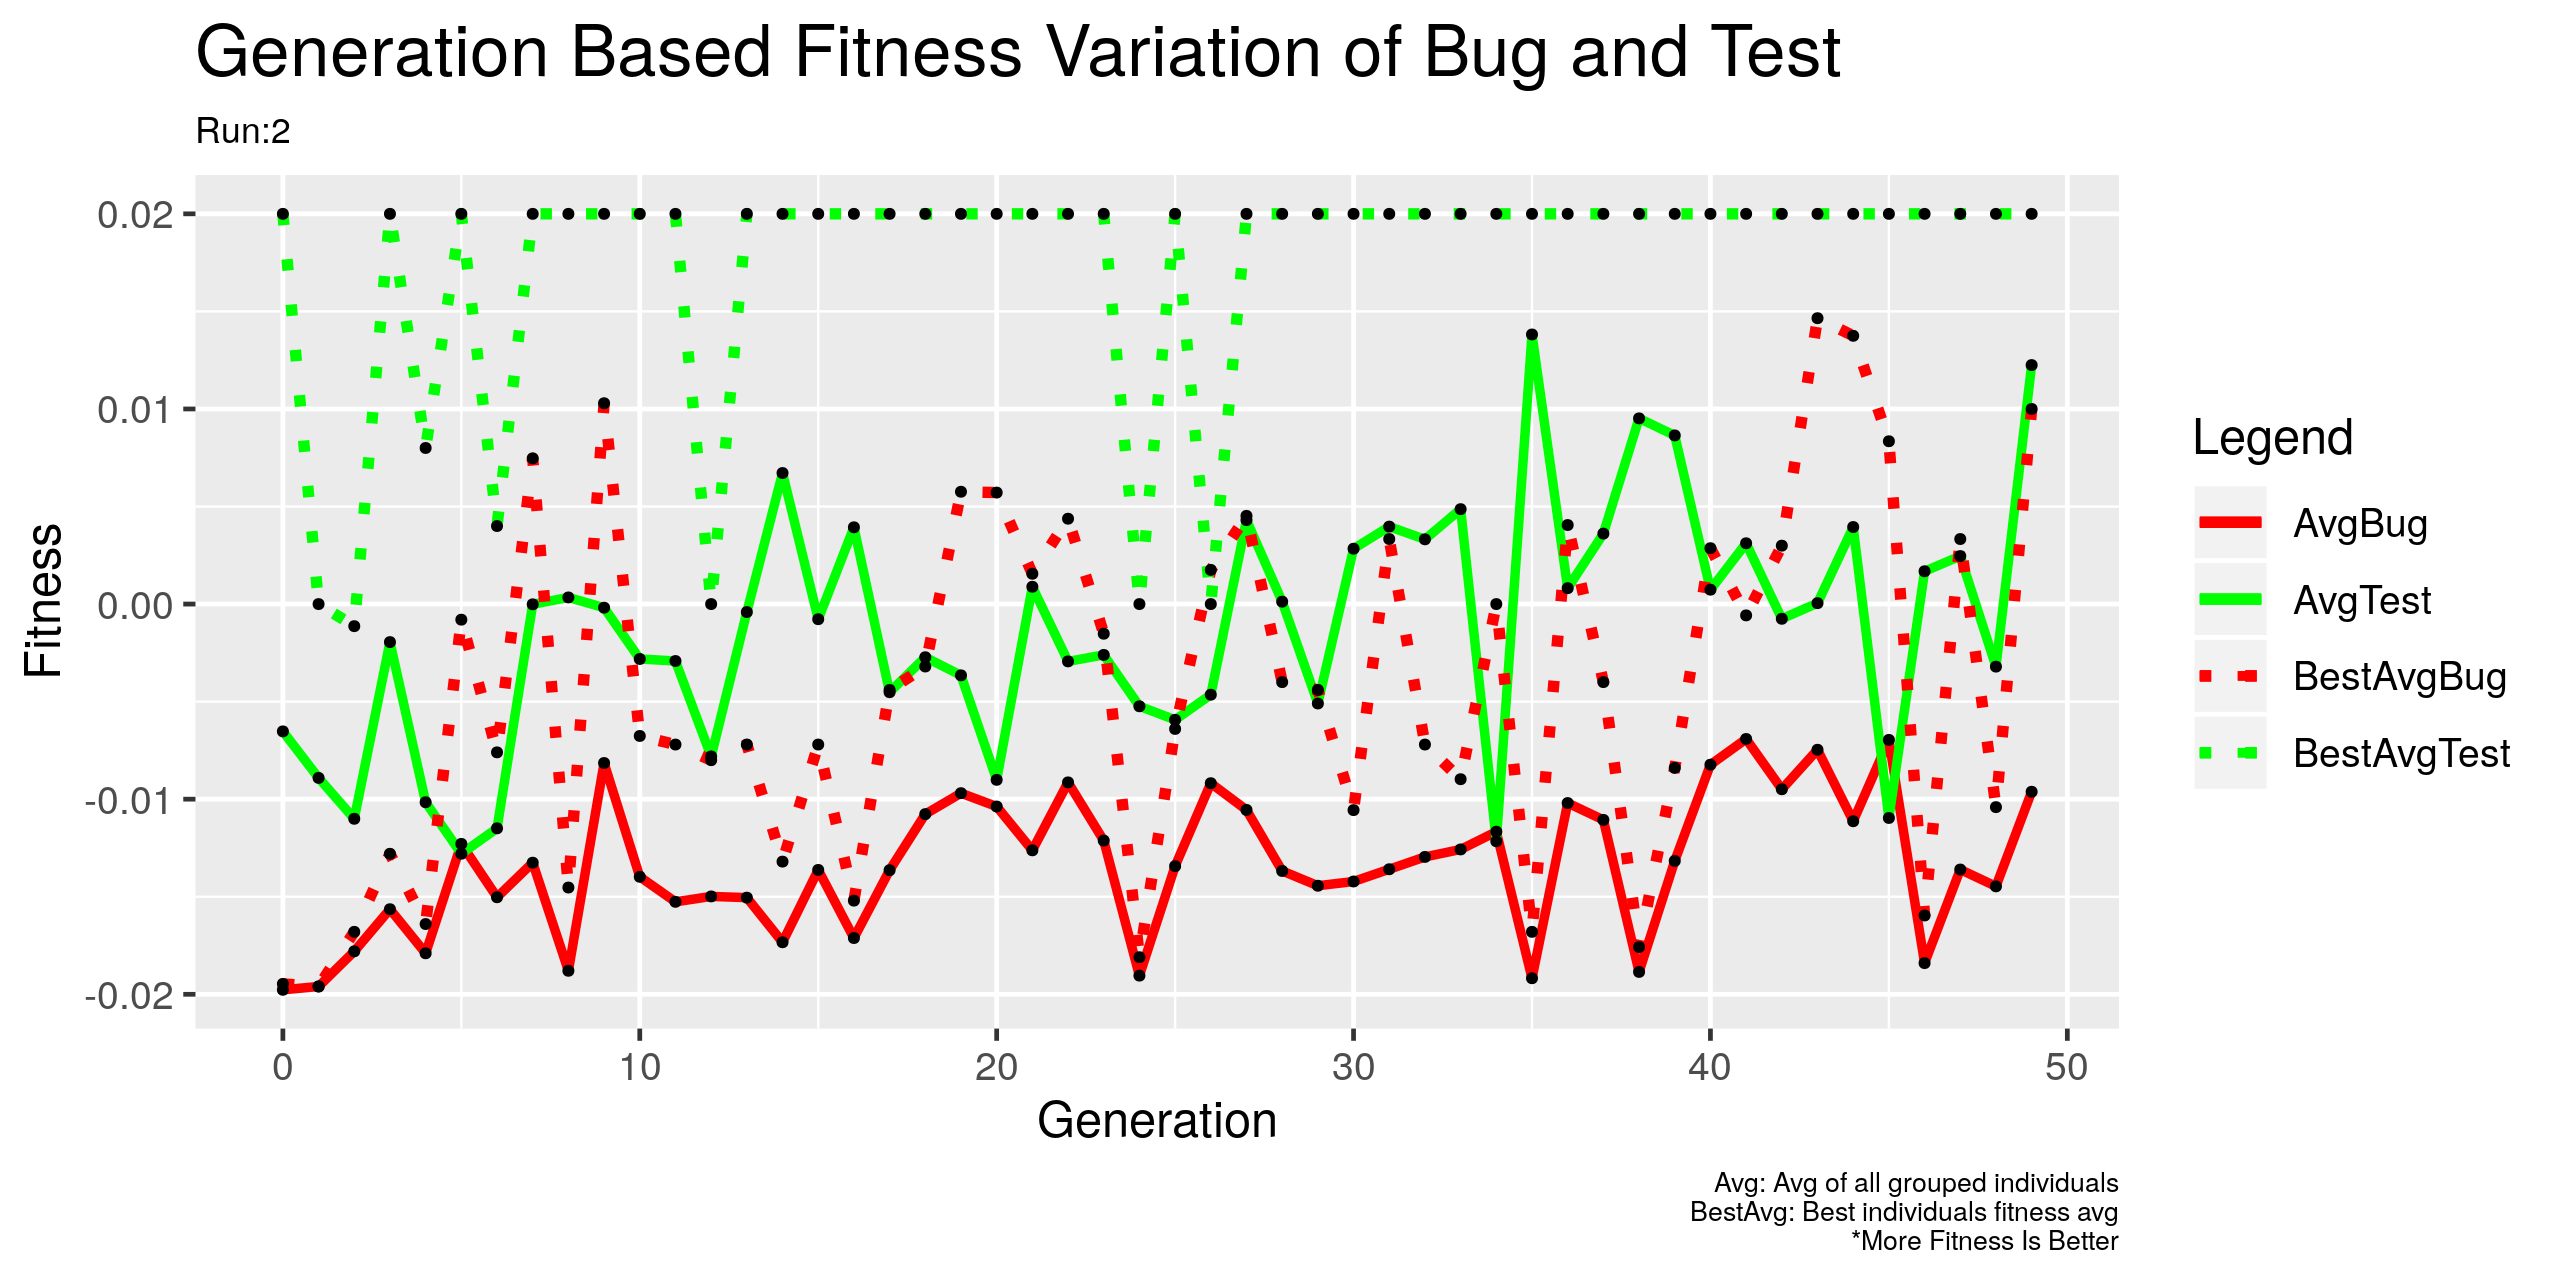 Generation Based Fitness Variation of Bug and Test
Run:2
0.02
0.01
0.00
-0.01
-0.02
Fitness
0 10 20 30 40 50
Generation
Legend
AvgBug
AvgTest
BestAvgBug
BestAvgTest
Avg: Avg of all grouped individuals
BestAvg: Best individuals fitness avg
*More Fitness Is Better